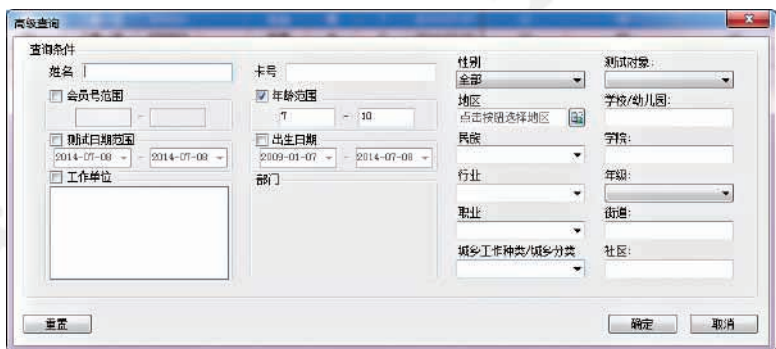 高级查询
查询条件
姓名
卡号
性别
测试对象:
全部
会员号范围
年龄范围
地区
学校/幼儿园:
-
7 - 10
点击按钮选择地区
测试日期范围
出生日期
民族
学院:
2014-07-08 - 2014-07-08
2009-01-07 - 2014-07-08
工作单位
部门
行业
年级:
职业
街道:
城乡工作种类/城乡分类
社区:
重置
确定
取消